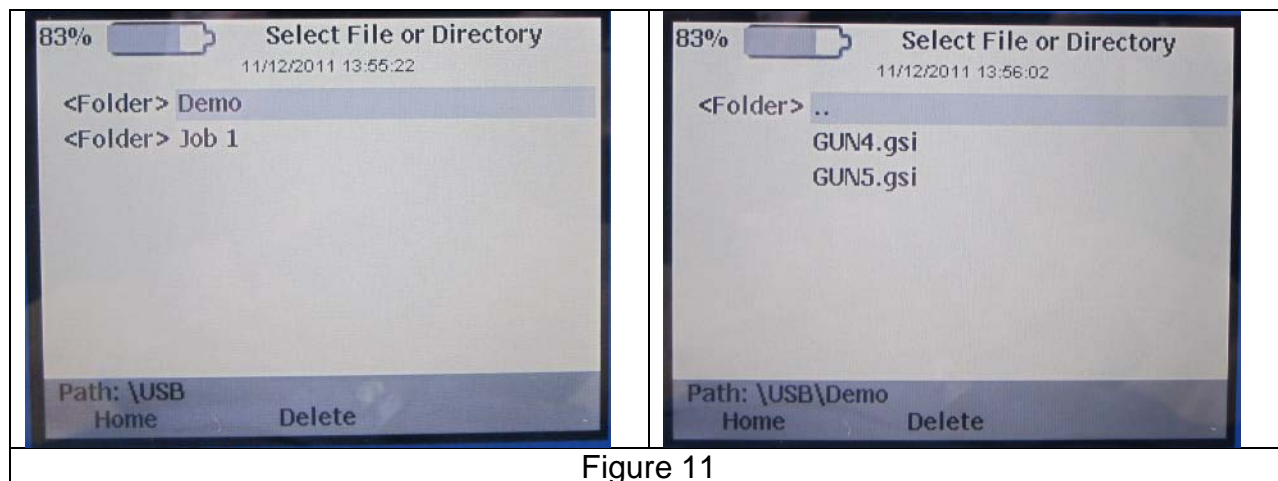 83% Select File or Directory
11/12/2011 13:55:22
<Folder> Demo
<Folder> Job 1
Path: \USB
Home Delete
83% Select File or Directory
11/12/2011 13:56:02
<Folder> ..
GUN4.gsi
GUN5.gsi
Path: \USB\Demo
Home Delete
Figure 11